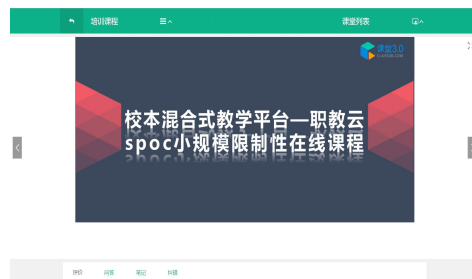 培训课程
课堂列表
课堂3.0
校本混合式教学平台—职教云
spoc小规模限制性在线课程
评价 问答 笔记 纠错